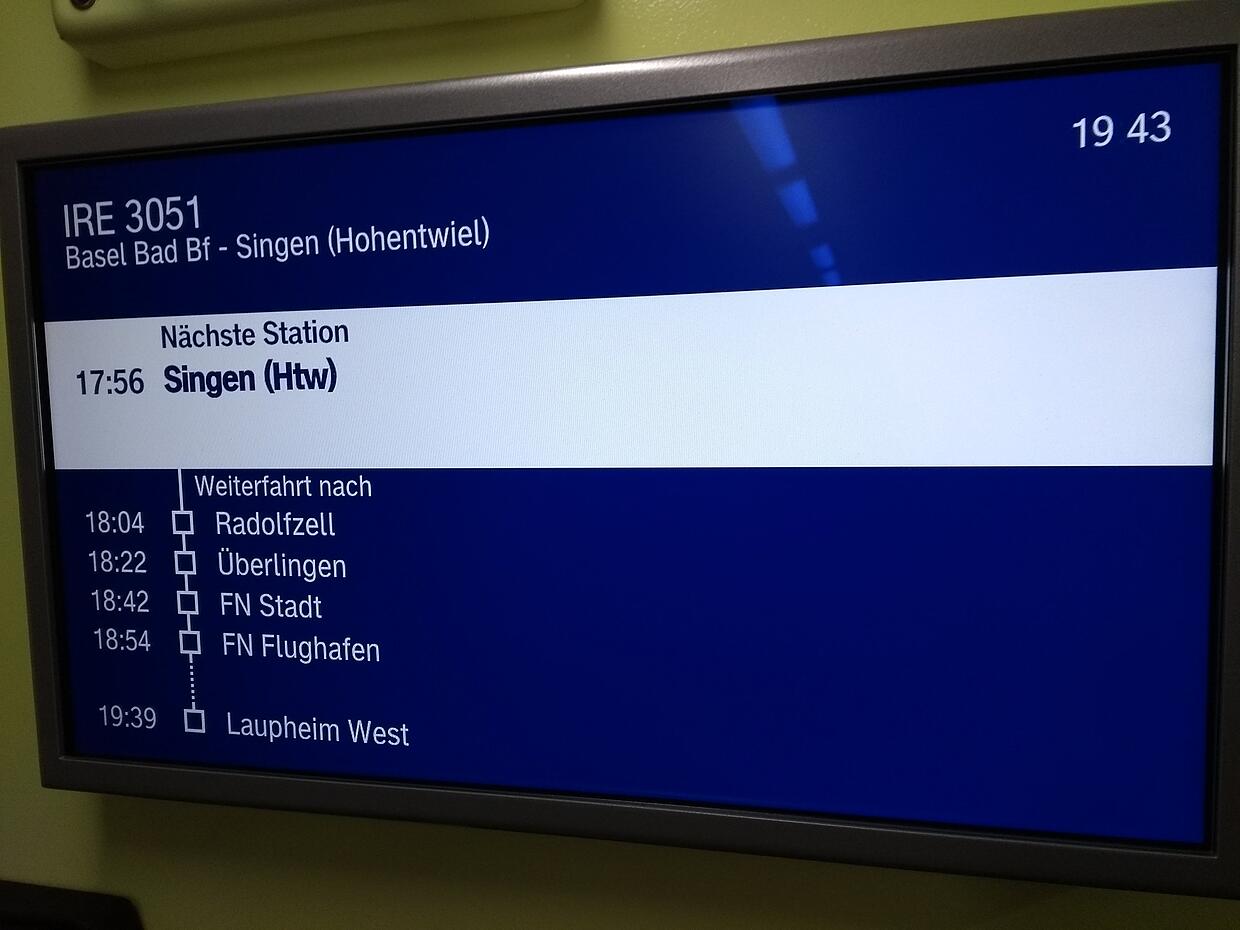 19 43
IRE 3051
Basel Bad Bf - Singen (Hohentwiel)
Nächste Station
17:56 Singen (Htw)
Weiterfahrt nach
18:04 Radolfzell
18:22 Überlingen
18:42 FN Stadt
18:54 FN Flughafen
19:39 Laupheim West